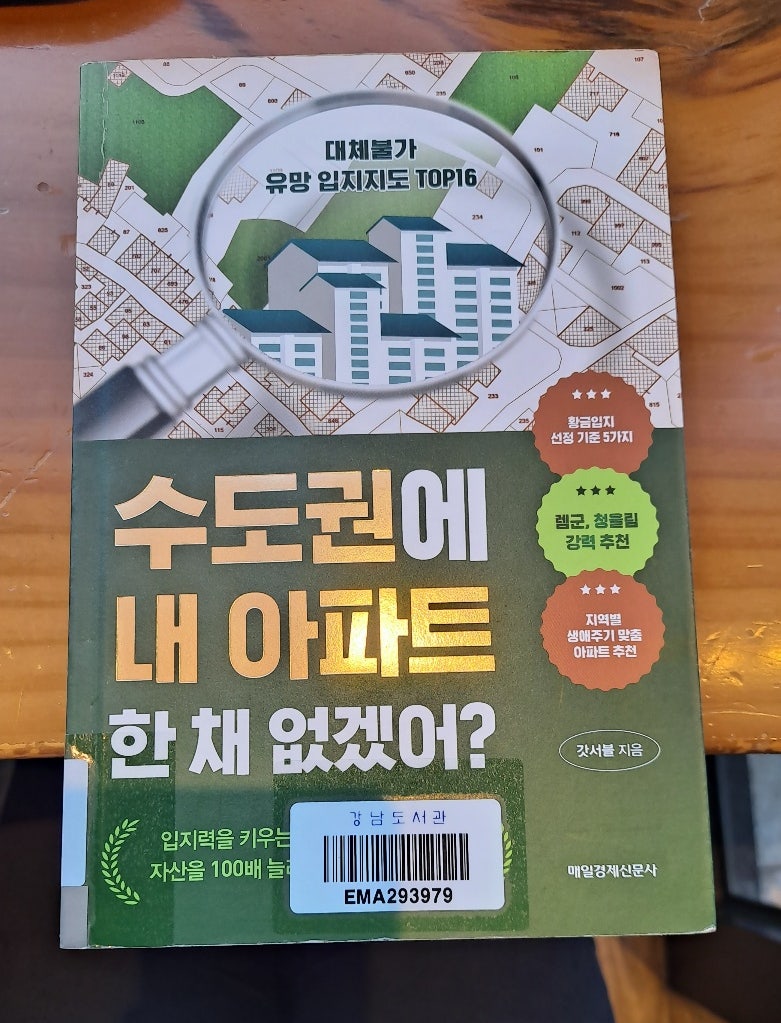 대체불가
유망 입지지도 TOP16
황금입지
선정 기준 5가지
렘군, 청울림
강력 추천
지역별
생애주기 맞춤
아파트 추천
수도권에
내 아파트
한 채 없겠어?
갓서블 지음
입지력을 키우는
자산을 100배 늘
강남도서관
EMA293979
매일경제신문사